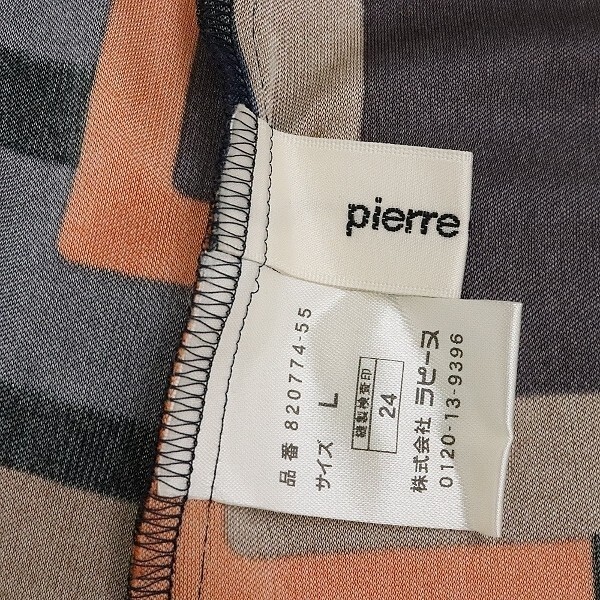 pierre
品番 820774-55
サイズ L
縫製検査印
24
株式会社 ラピーヌ
0120-13-9396